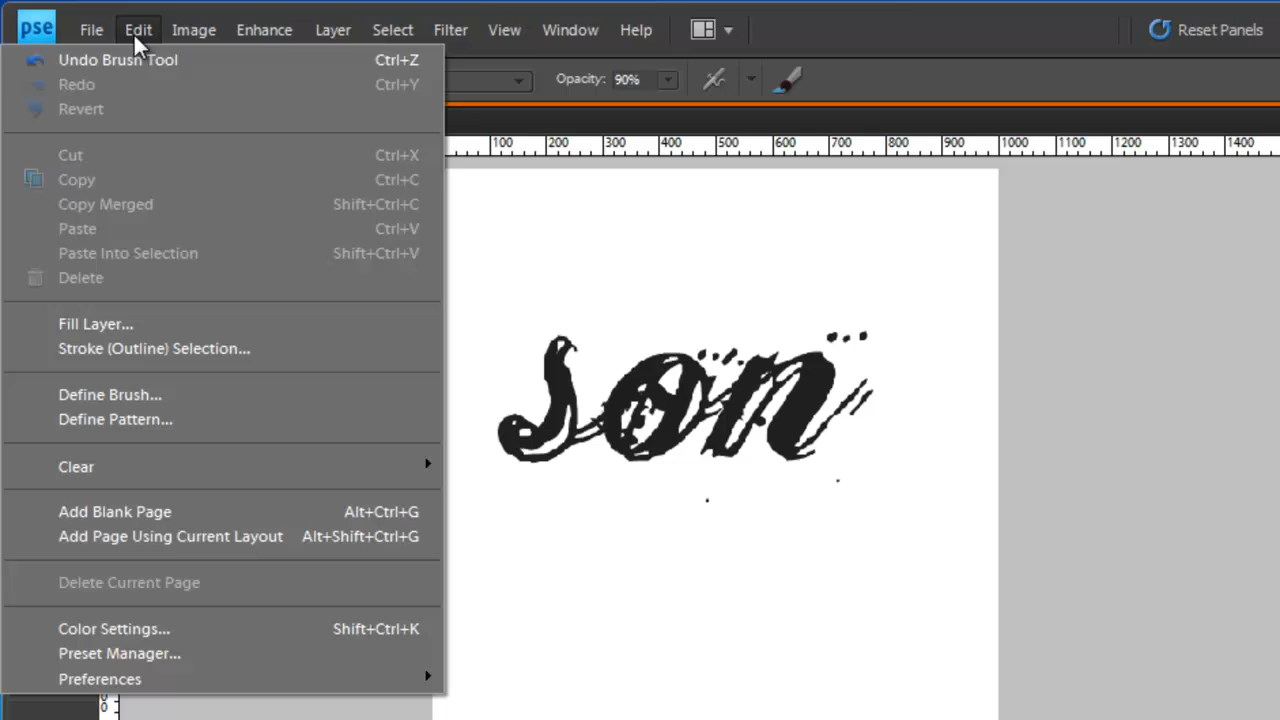 pse File Edit Image Enhance Layer Select Filter View Window Help Reset Panels
Undo Brush Tool Ctrl+Z
Opacity: 90%
Redo Ctrl+Y
Revert
100 200 300 400 500 600 700 800 900 1000 1100 1200 1300 1400
Cut Ctrl+X
Copy Ctrl+C
Copy Merged Shift+Ctrl+C
Paste Ctrl+V
Paste Into Selection Shift+Ctrl+V
Delete
Fill Layer...
Stroke (Outline) Selection...
Define Brush...
Define Pattern...
son
Clear
Add Blank Page Alt+Ctrl+G
Add Page Using Current Layout Alt+Shift+Ctrl+G
Delete Current Page
Color Settings... Shift+Ctrl+K
Preset Manager...
Preferences
0